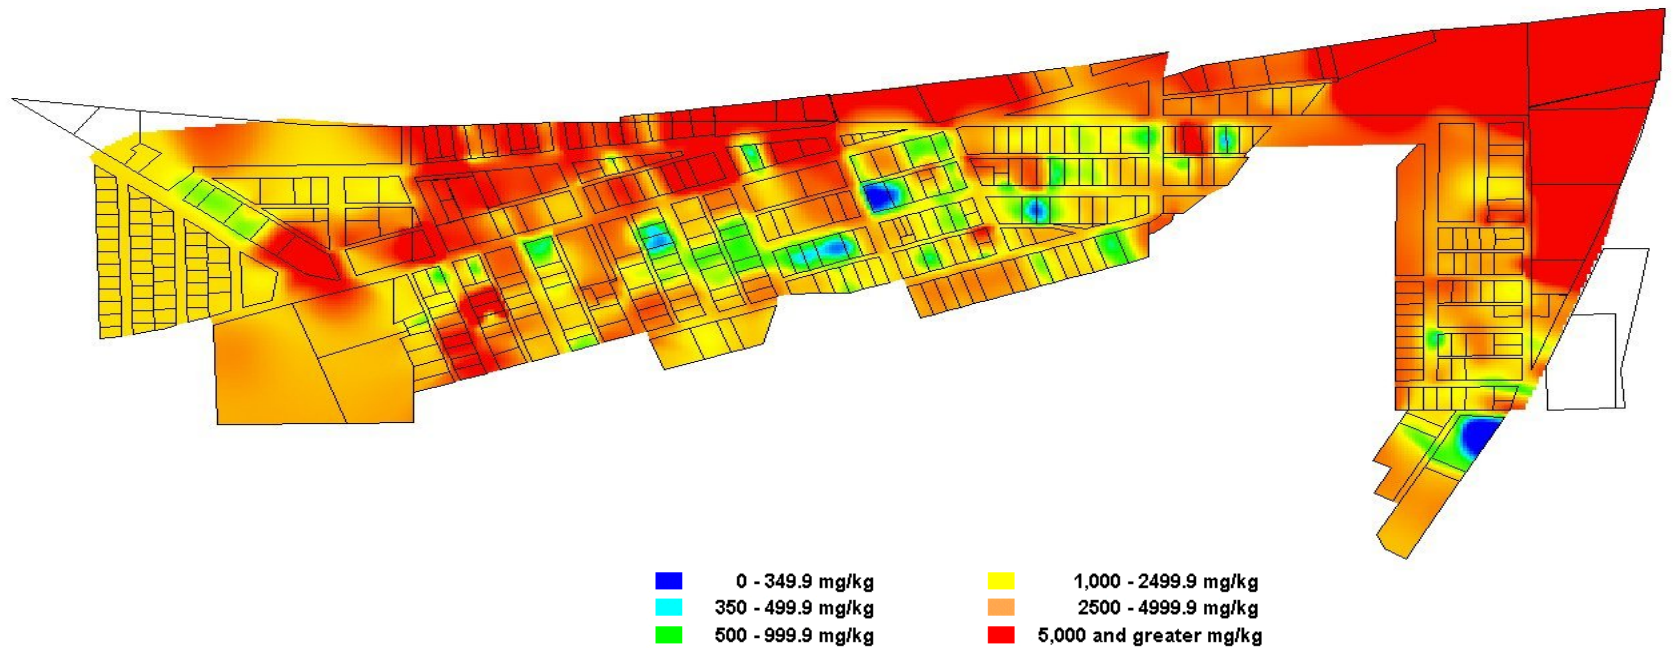 0 - 349.9 mg/kg
350 - 499.9 mg/kg
500 - 999.9 mg/kg
1,000 - 2499.9 mg/kg
2500 - 4999.9 mg/kg
5,000 and greater mg/kg